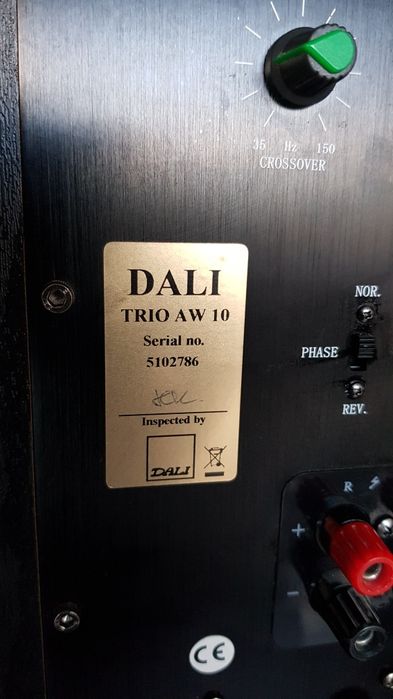 35 Hz 150
CROSSOVER
DALI
TRIO AW 10
Serial no.
5102786
Inspected by
DALI
NOR.
PHASE
REV.
R
+
−
CE